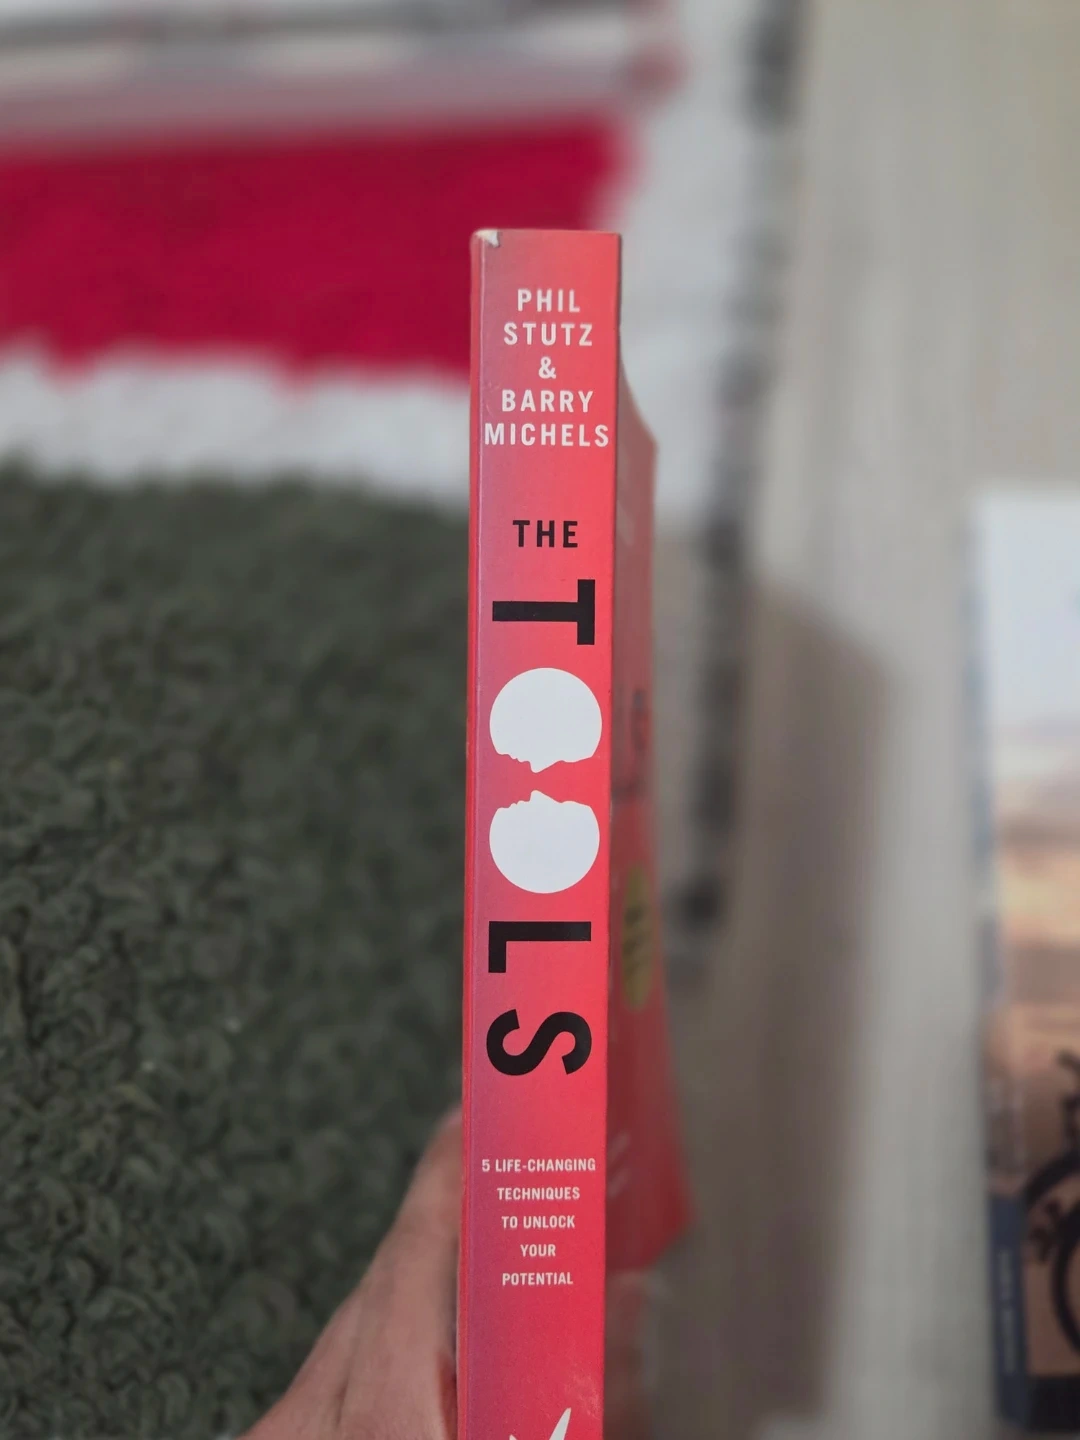 PHIL
STUTZ
&
BARRY
MICHELS
THE
TOOLS
5 LIFE-CHANGING
TECHNIQUES
TO UNLOCK
YOUR
POTENTIAL